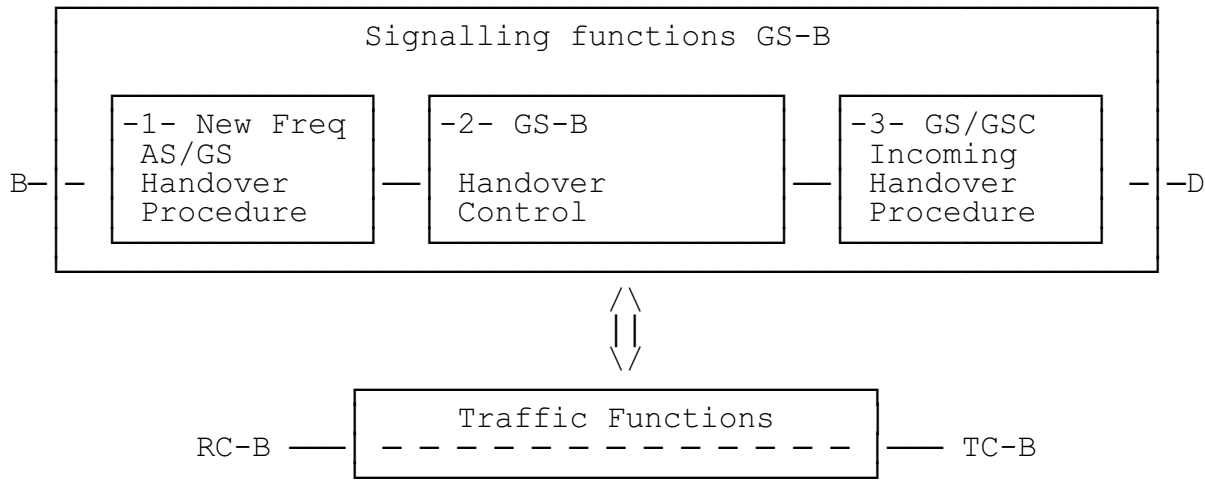 Signalling functions GS-B
-1- New Freq
AS/GS
Handover
Procedure
-2- GS-B
Handover
Control
-3- GS/GSC
Incoming
Handover
Procedure
B
D
Traffic Functions
RC-B
TC-B